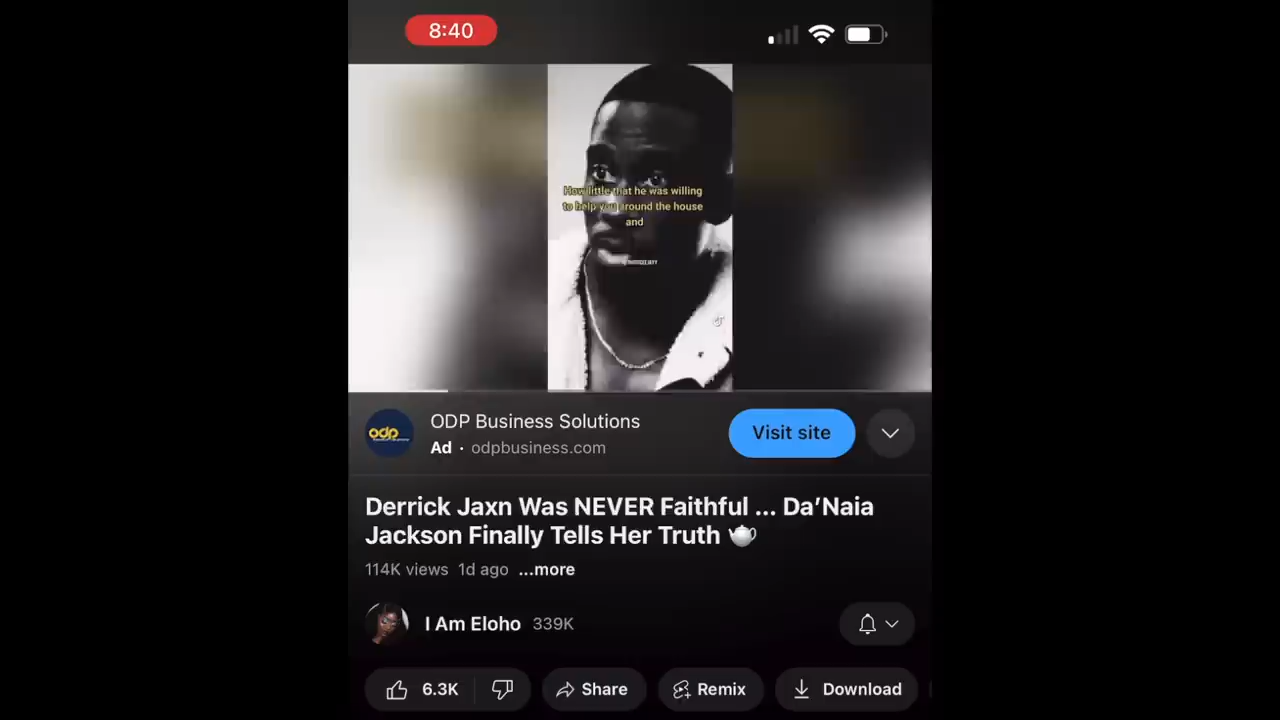 8:40
How little that he was willing
to help you around the house
and
odp
ODP Business Solutions
Visit site
Ad · odpbusiness.com
Derrick Jaxn Was NEVER Faithful ... Da’Naia
Jackson Finally Tells Her Truth 🫖
114K views 1d ago ...more
I Am Eloho 339K
6.3K
Share
Remix
Download